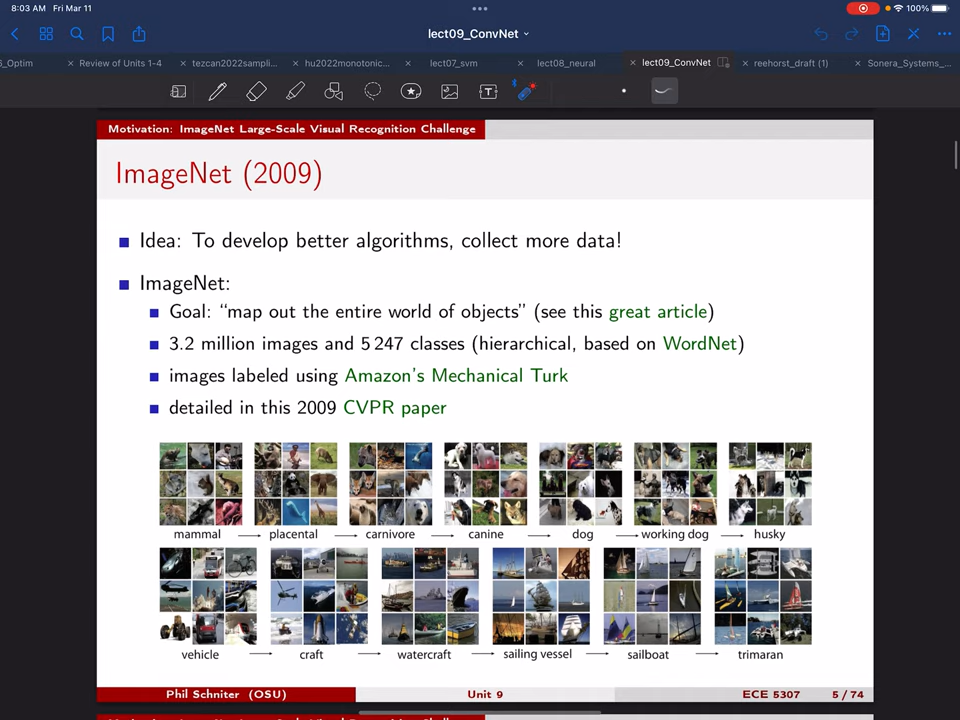 8:03 AM Fri Mar 11
100%
lect09_ConvNet
6_Optim
Review of Units 1-4
tezcan2022sampli...
hu2022monotonic...
lect07_svm
lect08_neural
lect09_ConvNet
reehorst_draft (1)
Sonera_Systems_...
Motivation: ImageNet Large-Scale Visual Recognition Challenge
ImageNet (2009)
Idea: To develop better algorithms, collect more data!
ImageNet:
Goal: “map out the entire world of objects” (see this great article)
3.2 million images and 5 247 classes (hierarchical, based on WordNet)
images labeled using Amazon's Mechanical Turk
detailed in this 2009 CVPR paper
mammal placental carnivore canine dog working dog husky
vehicle craft watercraft sailing vessel sailboat trimaran
Phil Schniter (OSU) Unit 9 ECE 5307 5 / 74